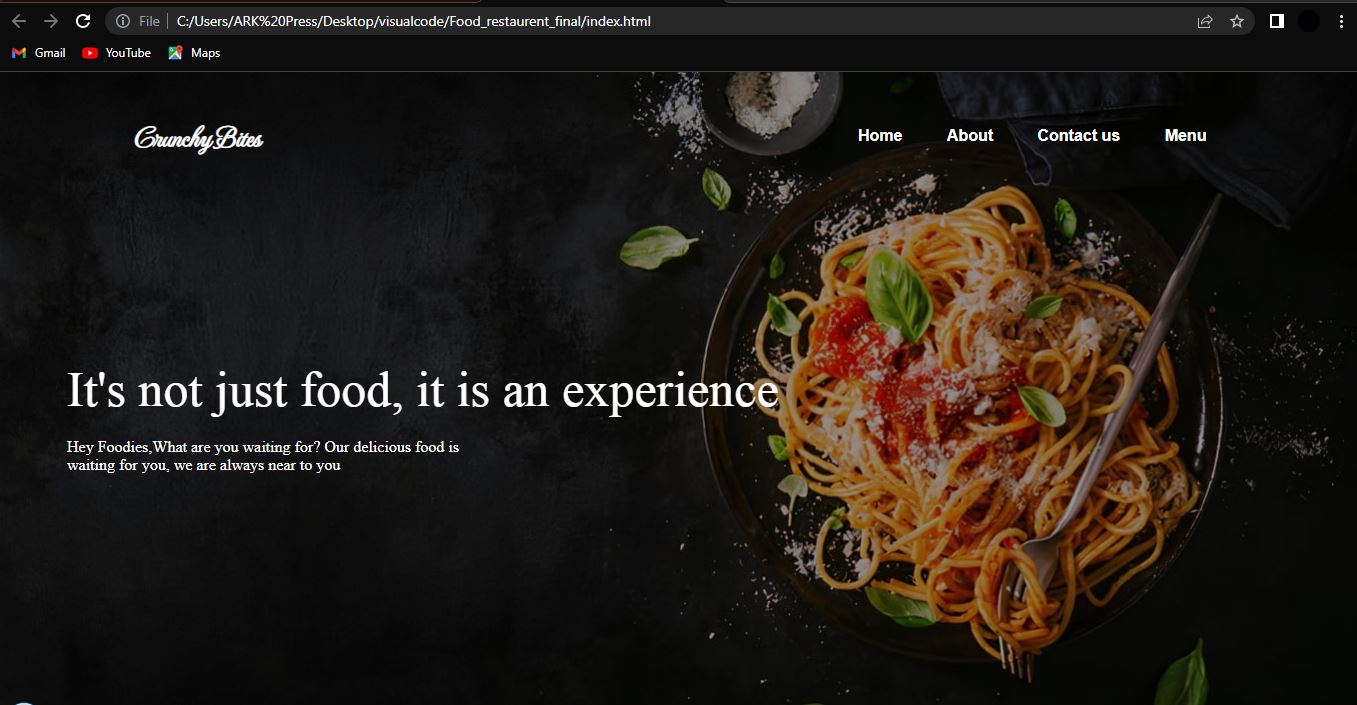 File C:/Users/ARK%20Press/Desktop/visualcode/Food_restaurent_final/index.html
Gmail YouTube Maps
Crunchy Bites Home About Contact us Menu
It's not just food, it is an experience
Hey Foodies,What are you waiting for? Our delicious food is
waiting for you, we are always near to you